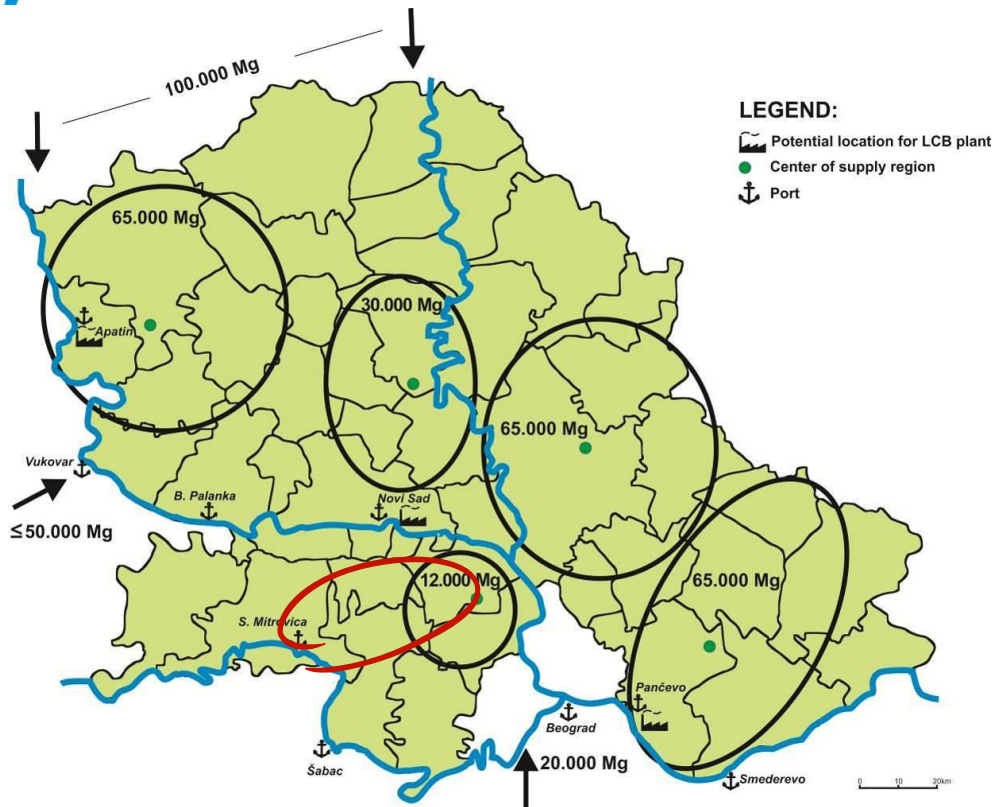 100.000 Mg
LEGEND:
Potential location for LCB plant
Center of supply region
Port
65.000 Mg
30.000 Mg
Apatin
65.000 Mg
Vukovar
B. Palanka
Novi Sad
≤50.000 Mg
12.000 Mg
65.000 Mg
S. Mitrovica
Pančevo
Beograd
Šabac
20.000 Mg
Smederevo
0 10 20km